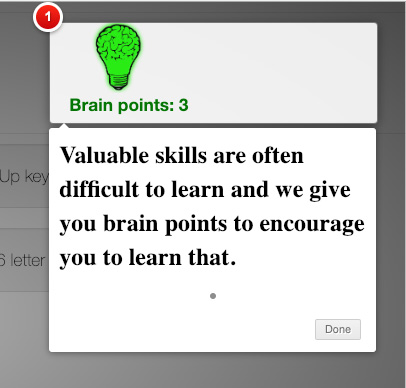 1
Brain points: 3
Up key
Valuable skills are often
difficult to learn and we give
you brain points to encourage
6 letter
you to learn that.
Done